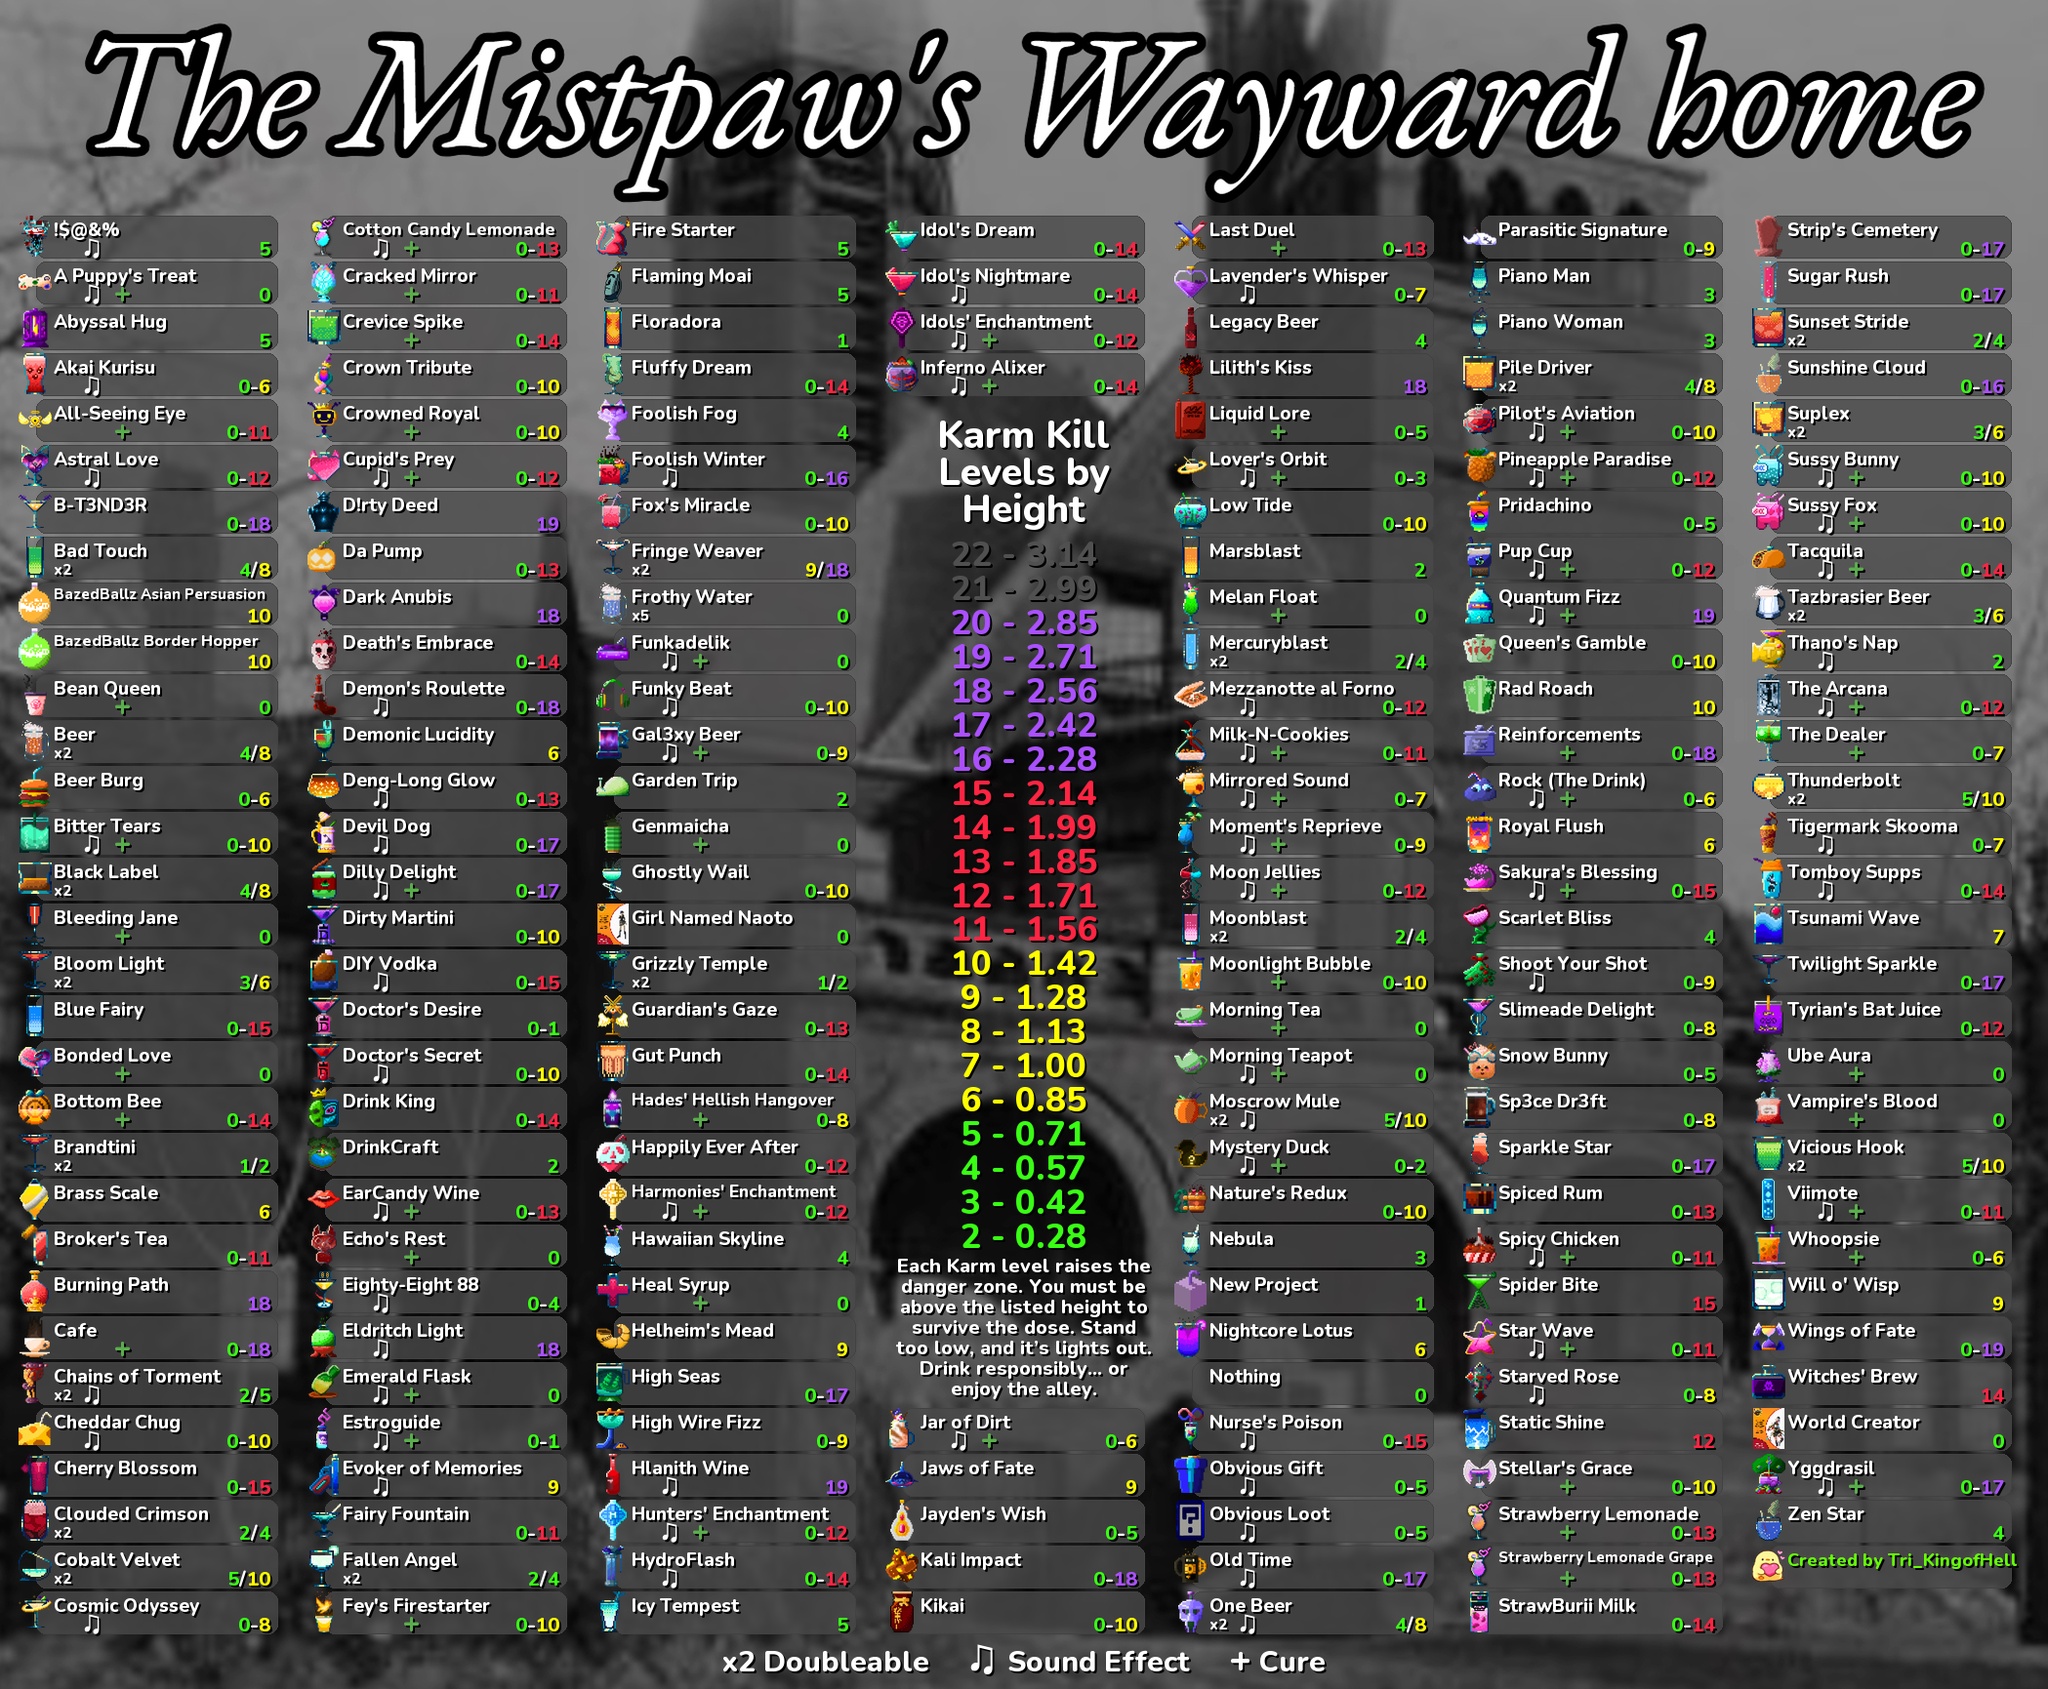 The Mistpaw's Wayward home
!$@&%
♫ 5
A Puppy's Treat
♫ + 0
Abyssal Hug
5
Akai Kurisu
♫ 0-6
All-Seeing Eye
+ 0-11
Astral Love
♫ 0-12
B-T3ND3R
0-18
Bad Touch
x2 4/8
BazedBallz Asian Persuasion
10
BazedBallz Border Hopper
10
Bean Queen
+ 0
Beer
x2 4/8
Beer Burg
0-6
Bitter Tears
♫ + 0-10
Black Label
x2 4/8
Bleeding Jane
+ 0
Bloom Light
x2 3/6
Blue Fairy
0-15
Bonded Love
+ 0
Bottom Bee
+ 0-14
Brandtini
x2 1/2
Brass Scale
6
Broker's Tea
0-11
Burning Path
18
Cafe
+ 0-18
Chains of Torment
x2 ♫ 2/5
Cheddar Chug
♫ 0-10
Cherry Blossom
0-15
Clouded Crimson
x2 2/4
Cobalt Velvet
x2 5/10
Cosmic Odyssey
♫ 0-8
Cotton Candy Lemonade
♫ + 0-13
Cracked Mirror
+ 0-11
Crevice Spike
+ 0-14
Crown Tribute
0-10
Crowned Royal
+ 0-10
Cupid's Prey
♫ + 0-12
D!rty Deed
19
Da Pump
0-13
Dark Anubis
18
Death's Embrace
0-14
Demon's Roulette
♫ 0-18
Demonic Lucidity
6
Deng-Long Glow
♫ 0-13
Devil Dog
♫ 0-17
Dilly Delight
♫ + 0-17
Dirty Martini
0-10
DIY Vodka
♫ 0-15
Doctor's Desire
0-1
Doctor's Secret
♫ 0-10
Drink King
0-14
DrinkCraft
2
EarCandy Wine
♫ + 0-13
Echo's Rest
+ 0
Eighty-Eight 88
♫ 0-4
Eldritch Light
♫ 18
Emerald Flask
♫ + 0
Estroguide
♫ + 0-1
Evoker of Memories
♫ 9
Fairy Fountain
0-11
Fallen Angel
x2 2/4
Fey's Firestarter
+ 0-10
Fire Starter
5
Flaming Moai
5
Floradora
1
Fluffy Dream
0-14
Foolish Fog
4
Foolish Winter
♫ 0-16
Fox's Miracle
0-10
Fringe Weaver
x2 9/18
Frothy Water
x5 0
Funkadelik
♫ + 0
Funky Beat
♫ 0-10
Gal3xy Beer
♫ + 0-9
Garden Trip
2
Genmaicha
+ 0
Ghostly Wail
0-10
Girl Named Naoto
0
Grizzly Temple
x2 1/2
Guardian's Gaze
0-13
Gut Punch
0-14
Hades' Hellish Hangover
+ 0-8
Happily Ever After
0-12
Harmonies' Enchantment
♫ + 0-12
Hawaiian Skyline
4
Heal Syrup
+ 0
Helheim's Mead
9
High Seas
0-17
High Wire Fizz
0-9
Hlanith Wine
19
Hunters' Enchantment
♫ + 0-12
HydroFlash
♫ 0-14
Icy Tempest
5
Idol's Dream
0-14
Idol's Nightmare
♫ 0-14
Idols' Enchantment
♫ + 0-12
Inferno Alixer
♫ + 0-14
Karm Kill
Levels by
Height
22 - 3.14
21 - 2.99
20 - 2.85
19 - 2.71
18 - 2.56
17 - 2.42
16 - 2.28
15 - 2.14
14 - 1.99
13 - 1.85
12 - 1.71
11 - 1.56
10 - 1.42
9 - 1.28
8 - 1.13
7 - 1.00
6 - 0.85
5 - 0.71
4 - 0.57
3 - 0.42
2 - 0.28
Each Karm level raises the
danger zone. You must be
above the listed height to
survive the dose. Stand
too low, and it's lights out.
Drink responsibly... or
enjoy the alley.
Jar of Dirt
♫ + 0-6
Jaws of Fate
9
Jayden's Wish
0-5
Kali Impact
0-18
Kikai
0-10
Last Duel
+ 0-13
Lavender's Whisper
♫ 0-7
Legacy Beer
4
Lilith's Kiss
18
Liquid Lore
+ 0-5
Lover's Orbit
♫ + 0-3
Low Tide
0-10
Marsblast
2
Melan Float
+ 0
Mercuryblast
x2 2/4
Mezzanotte al Forno
♫ 0-12
Milk-N-Cookies
♫ + 0-11
Mirrored Sound
♫ + 0-7
Moment's Reprieve
♫ + 0-9
Moon Jellies
♫ + 0-12
Moonblast
x2 2/4
Moonlight Bubble
+ 0-10
Morning Tea
+ 0
Morning Teapot
♫ + 0
Moscrow Mule
x2 ♫ 5/10
Mystery Duck
♫ + 0-2
Nature's Redux
0-10
Nebula
3
New Project
1
Nightcore Lotus
6
Nothing
0
Nurse's Poison
♫ 0-15
Obvious Gift
♫ 0-5
Obvious Loot
♫ 0-5
Old Time
♫ 0-17
One Beer
x2 ♫ 4/8
Parasitic Signature
0-9
Piano Man
3
Piano Woman
3
Pile Driver
x2 4/8
Pilot's Aviation
♫ + 0-10
Pineapple Paradise
♫ + 0-12
Pridachino
0-5
Pup Cup
♫ + 0-12
Quantum Fizz
♫ + 19
Queen's Gamble
0-10
Rad Roach
10
Reinforcements
+ 0-18
Rock (The Drink)
♫ + 0-6
Royal Flush
6
Sakura's Blessing
♫ + 0-15
Scarlet Bliss
4
Shoot Your Shot
♫ 0-9
Slimeade Delight
0-8
Snow Bunny
0-5
Sp3ce Dr3ft
0-8
Sparkle Star
0-17
Spiced Rum
0-13
Spicy Chicken
♫ + 0-11
Spider Bite
15
Star Wave
♫ + 0-11
Starved Rose
♫ 0-8
Static Shine
12
Stellar's Grace
+ 0-10
Strawberry Lemonade
+ 0-13
Strawberry Lemonade Grape
+ 0-13
StrawBurii Milk
0-14
Strip's Cemetery
0-17
Sugar Rush
0-17
Sunset Stride
x2 2/4
Sunshine Cloud
0-16
Suplex
x2 3/6
Sussy Bunny
♫ + 0-10
Sussy Fox
♫ + 0-10
Tacquila
♫ + 0-14
Tazbrasier Beer
x2 3/6
Thano's Nap
♫ 2
The Arcana
♫ + 0-12
The Dealer
+ 0-7
Thunderbolt
x2 5/10
Tigermark Skooma
♫ 0-7
Tomboy Supps
♫ 0-14
Tsunami Wave
7
Twilight Sparkle
0-17
Tyrian's Bat Juice
0-12
Ube Aura
+ 0
Vampire's Blood
+ 0
Vicious Hook
x2 5/10
Viimote
♫ + 0-11
Whoopsie
+ 0-6
Will o' Wisp
9
Wings of Fate
0-19
Witches' Brew
14
World Creator
0
Yggdrasil
♫ + 0-17
Zen Star
4
Created by Tri_KingofHell
x2 Doubleable ♫ Sound Effect + Cure